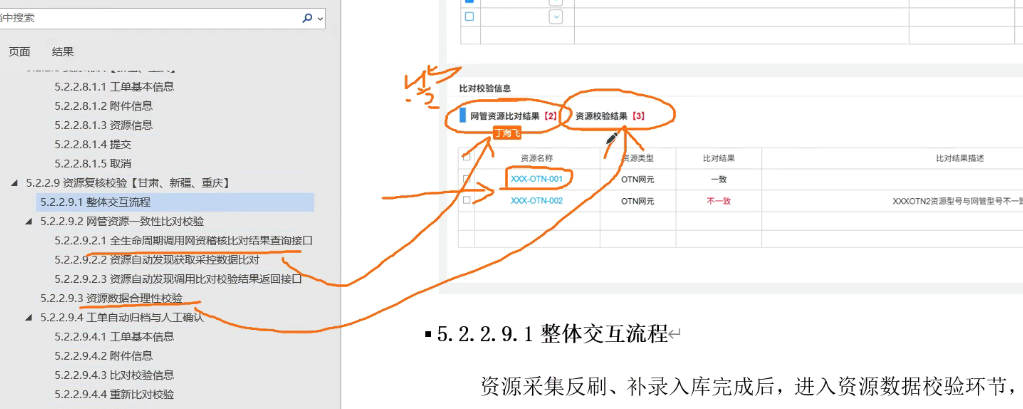 档中搜索
页面 结果
5.2.2.8.1.1 工单基本信息
5.2.2.8.1.2 附件信息
5.2.2.8.1.3 资源信息
5.2.2.8.1.4 提交
5.2.2.8.1.5 取消
5.2.2.9 资源复核校验【甘肃、新疆、重庆】
5.2.2.9.1 整体交互流程
5.2.2.9.2 网管资源一致性比对校验
5.2.2.9.2.1 全生命周期调用网资稽核比对结果查询接口
5.2.2.9.2.2 资源自动发现获取采控数据比对
5.2.2.9.2.3 资源自动发现调用比对校验结果返回接口
5.2.2.9.3 资源数据合理性校验
5.2.2.9.4 工单自动归档与人工确认
5.2.2.9.4.1 工单基本信息
5.2.2.9.4.2 附件信息
5.2.2.9.4.3 比对校验信息
5.2.2.9.4.4 重新比对校验
比对校验信息
网管资源比对结果【2】 资源校验结果【3】
资源名称 资源类型 比对结果 比对结果描述
XXX-OTN-001 OTN网元 一致
XXX-OTN-002 OTN网元 不一致 XXXOTN2资源型号与网管型号不一致
5.2.2.9.1 整体交互流程
资源采集反刷、补录入库完成后，进入资源数据校验环节，